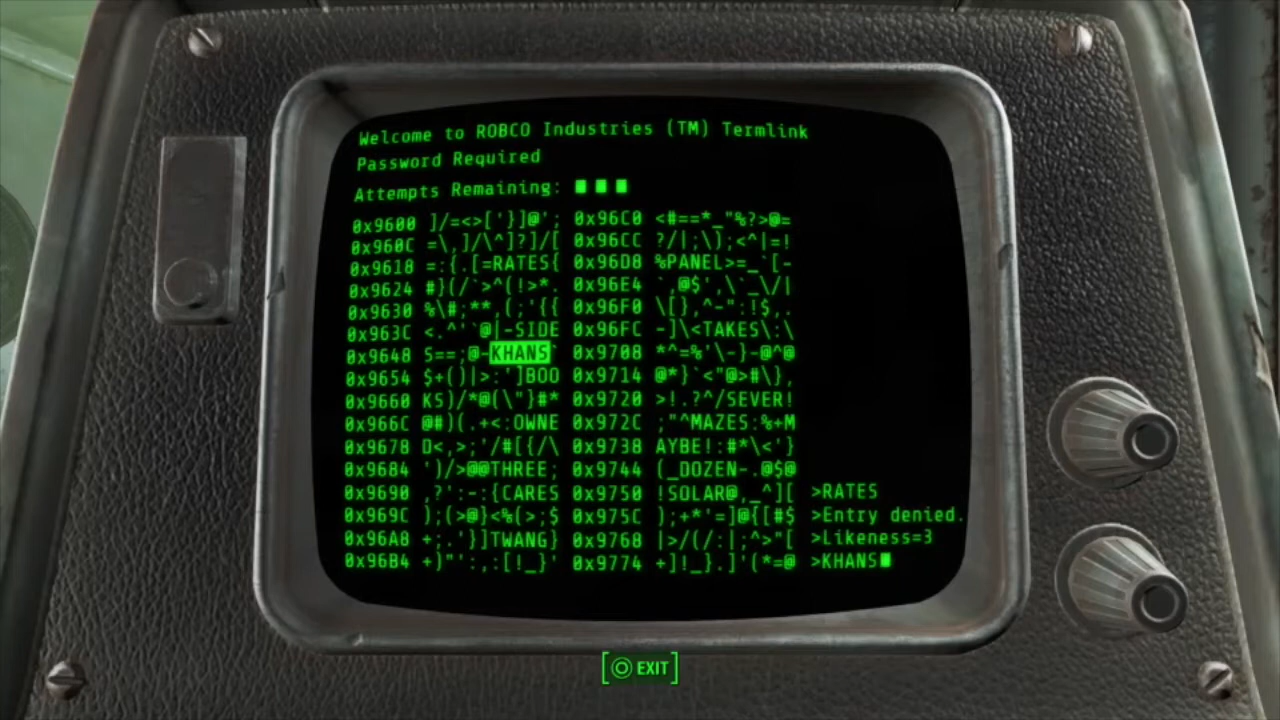 Welcome to ROBCO Industries (TM) Termlink
Password Required
Attempts Remaining: ■ ■ ■
0x9600 ]/=<>['}]@'; 0x96C0 <#==*_"%?>@=
0x960C =\,]/\^]?]/[ 0x96CC ?/|;\);<^|=!
0x9618 =:{.[=RATES{ 0x96D8 %PANEL>=_`[-
0x9624 #}(/`>^(!>*. 0x96E4 `,@$',\`_\/|
0x9630 %\#;**,(;'{{ 0x96F0 \[},^-":!$,.
0x963C <.^'`@|-SIDE 0x96FC -]\<TAKES\:\
0x9648 S==;@-KHANS` 0x9708 *^=%'\-}-@^@
0x9654 $+()|>:']BOO 0x9714 @*}`<"@>#\},
0x9660 KS)/*@(\"}#* 0x9720 >!.?^/SEVER!
0x966C @#)(.+<:OWNE 0x972C ;"^MAZES:%+M
0x9678 D<,>;'/#[{/\ 0x9738 AYBE!:#*\<'}
0x9684 ')/>@@THREE; 0x9744 (_DOZEN-.@$@
0x9690 ,?':-:{CARES 0x9750 !SOLAR@,_^][ >RATES
0x969C );(>@}<%(>;$ 0x975C );+*'=]@{[#$ >Entry denied.
0x96A8 +;.'}]TWANG} 0x9768 |>/(/:|;^>"[ >Likeness=3
0x96B4 +)"':,:[!_}' 0x9774 +]!_}.]'(*=@ >KHANS■
EXIT